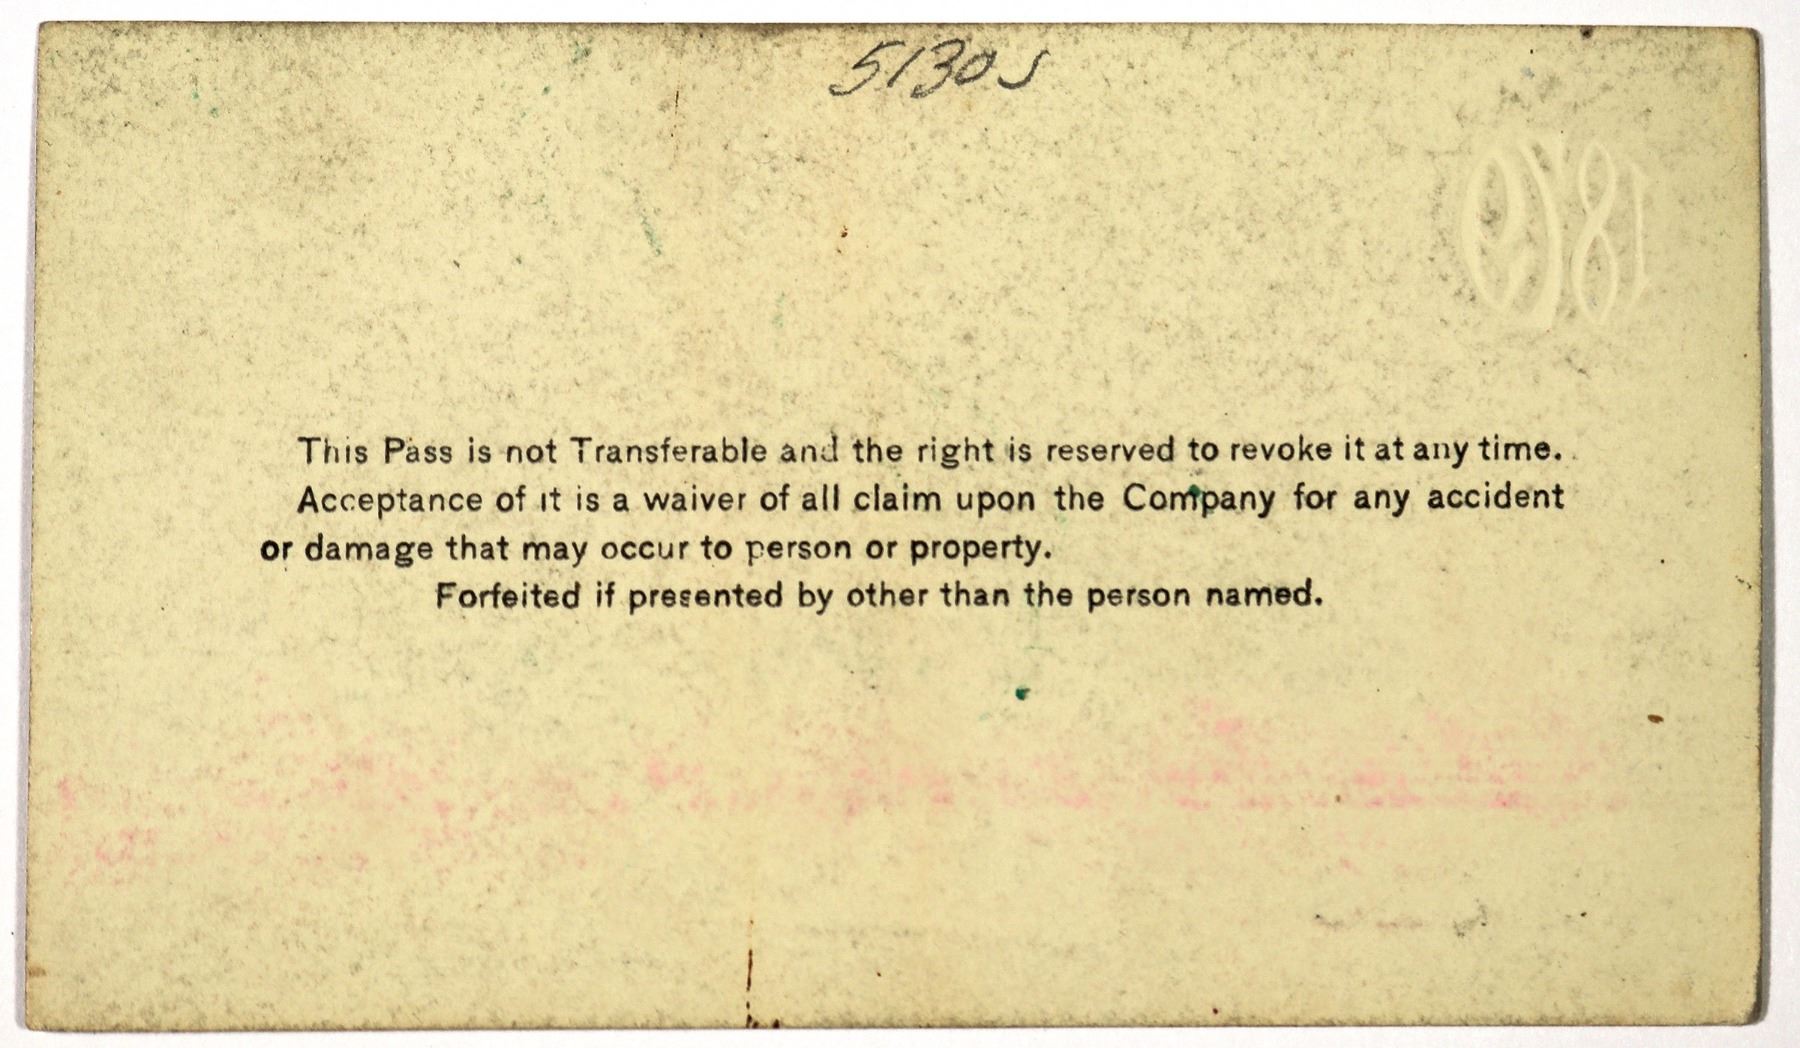 5130s
This Pass is not Transferable and the right is reserved to revoke it at any time.
Acceptance of it is a waiver of all claim upon the Company for any accident
or damage that may occur to person or property.
Forfeited if presented by other than the person named.